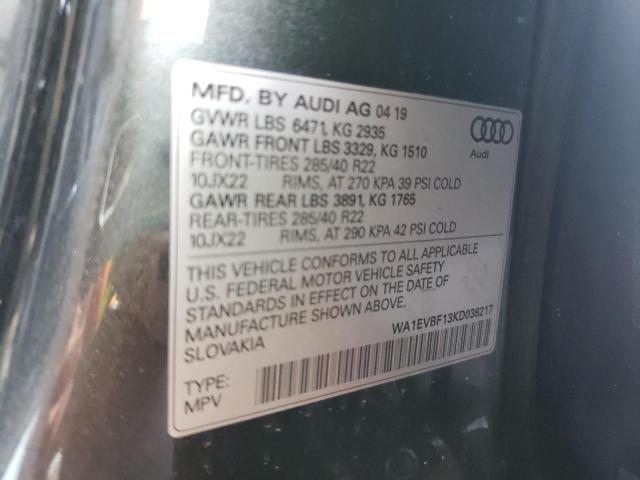 MFD. BY AUDI AG 04 19
GVWR LBS 6471, KG 2935
GAWR FRONT LBS 3329, KG 1510
FRONT-TIRES 285/40 R22
10JX22 RIMS, AT 270 KPA 39 PSI COLD
GAWR REAR LBS 3891, KG 1765
REAR-TIRES 285/40 R22
10JX22 RIMS, AT 290 KPA 42 PSI COLD
Audi
THIS VEHICLE CONFORMS TO ALL APPLICABLE
U.S. FEDERAL MOTOR VEHICLE SAFETY
STANDARDS IN EFFECT ON THE DATE OF
MANUFACTURE SHOWN ABOVE.
SLOVAKIA
WA1EVBF13KD038217
TYPE:
MPV